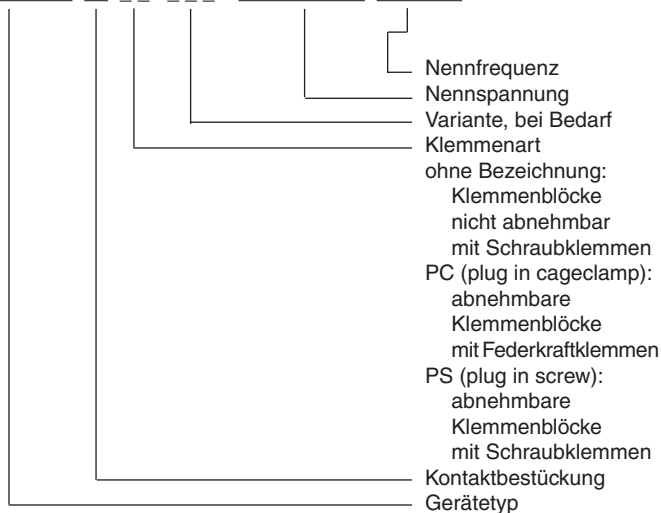 Nennfrequenz
Nennspannung
Variante, bei Bedarf
Klemmenart
ohne Bezeichnung:
Klemmenblöcke
nicht abnehmbar
mit Schraubklemmen
PC (plug in cageclamp):
abnehmbare
Klemmenblöcke
mit Federkraftklemmen
PS (plug in screw):
abnehmbare
Klemmenblöcke
mit Schraubklemmen
Kontaktbestückung
Gerätetyp